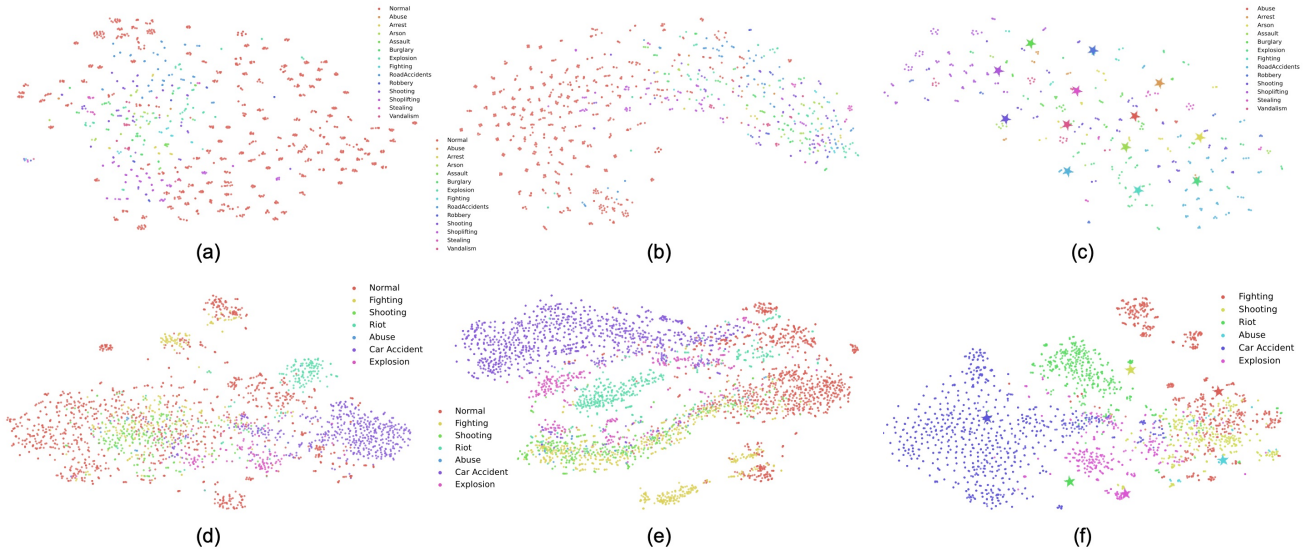 Normal
Abuse
Arrest
Arson
Assault
Burglary
Explosion
Fighting
RoadAccidents
Robbery
Shooting
Shoplifting
Stealing
Vandalism
(a)
Normal
Abuse
Arrest
Arson
Assault
Burglary
Explosion
Fighting
RoadAccidents
Robbery
Shooting
Shoplifting
Stealing
Vandalism
(b)
Abuse
Arrest
Arson
Assault
Burglary
Explosion
Fighting
RoadAccidents
Robbery
Shooting
Shoplifting
Stealing
Vandalism
(c)
Normal
Fighting
Shooting
Riot
Abuse
Car Accident
Explosion
(d)
Normal
Fighting
Shooting
Riot
Abuse
Car Accident
Explosion
(e)
Fighting
Shooting
Riot
Abuse
Car Accident
Explosion
(f)